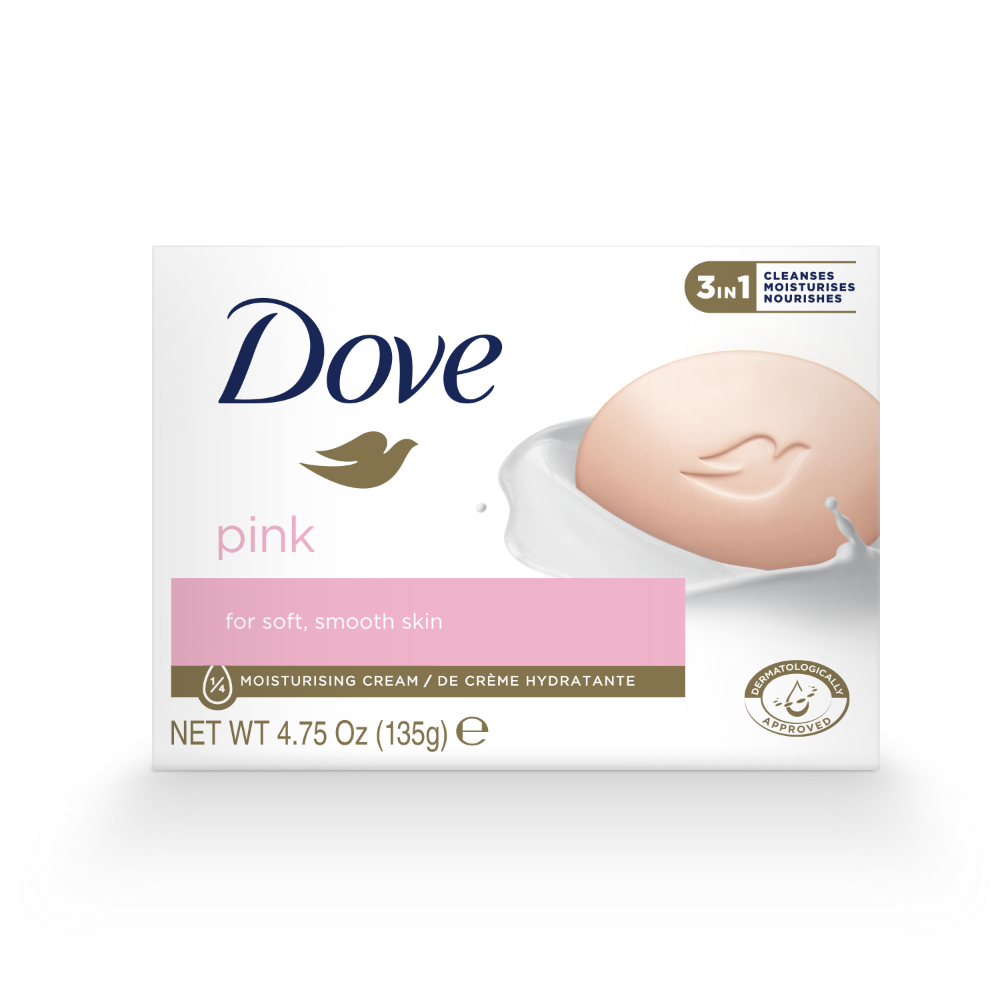 3IN1
CLEANSES
MOISTURISES
NOURISHES
Dove
pink
for soft, smooth skin
1/4 MOISTURISING CREAM / DE CRÈME HYDRATANTE
NET WT 4.75 Oz (135g) ℮
DERMATOLOGICALLY
APPROVED